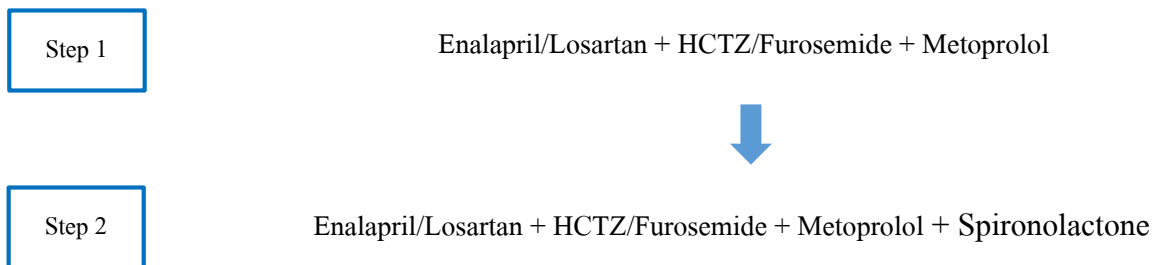 Step 1
Enalapril/Losartan + HCTZ/Furosemide + Metoprolol
Step 2
Enalapril/Losartan + HCTZ/Furosemide + Metoprolol + Spironolactone